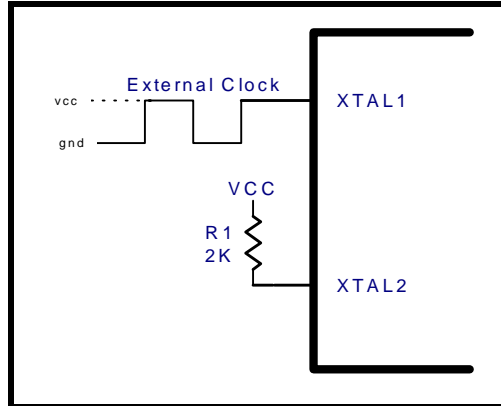 External Clock
vcc
XTAL1
gnd
VCC
R1
2K
XTAL2